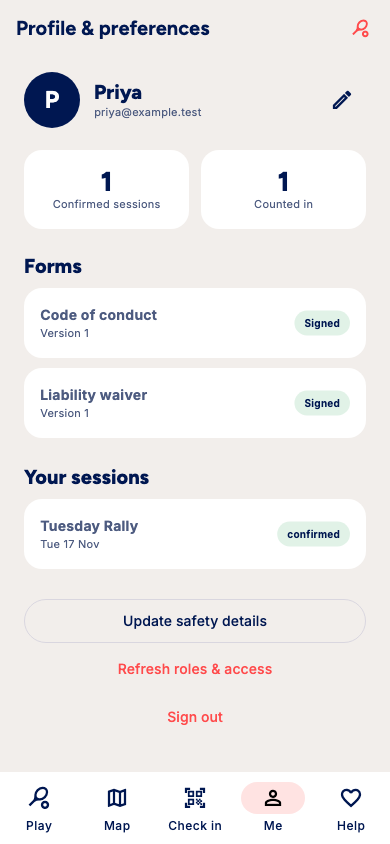 Profile & preferences
P
Priya
priya@example.test
1
Confirmed sessions
1
Counted in
Forms
Code of conduct
Version 1
Signed
Liability waiver
Version 1
Signed
Your sessions
Tuesday Rally
Tue 17 Nov
confirmed
Update safety details
Refresh roles & access
Sign out
Play
Map
Check in
Me
Help